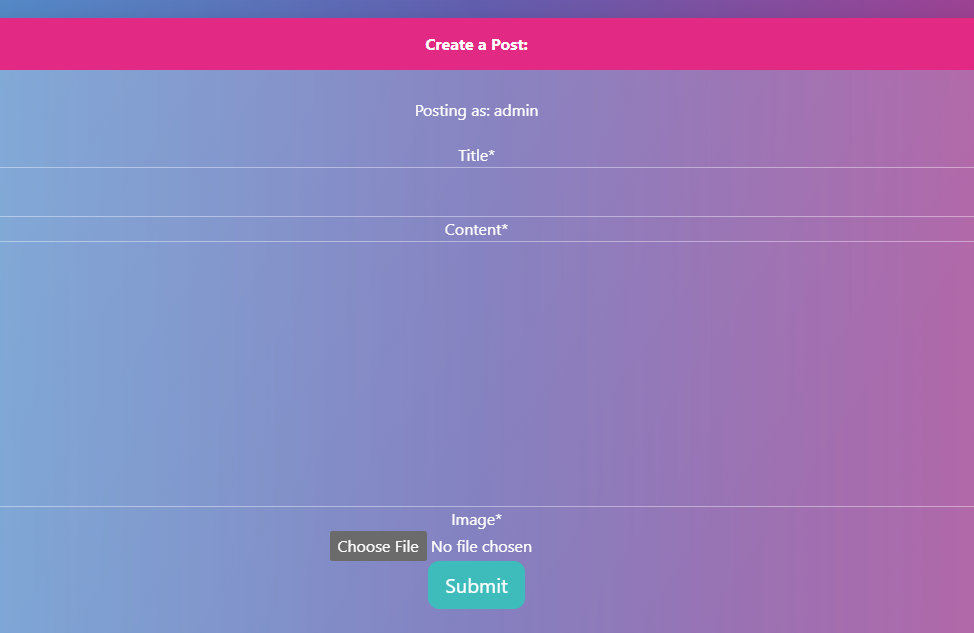 Create a Post:
Posting as: admin
Title*
Content*
Image*
Choose File No file chosen
Submit